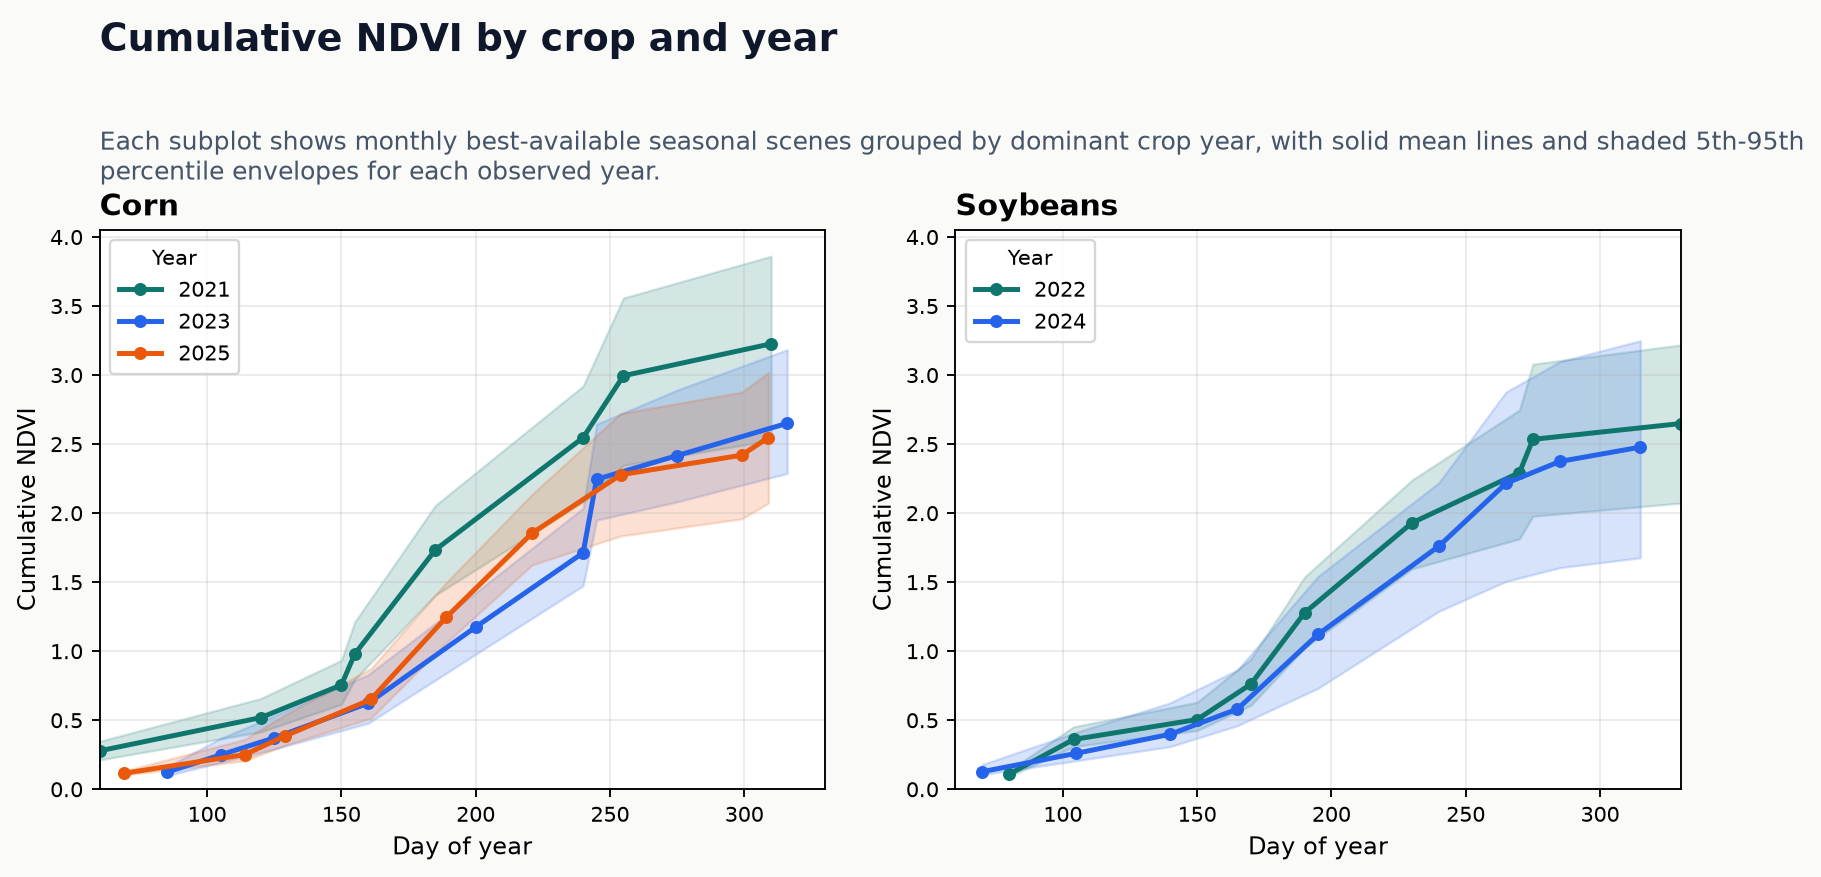 Cumulative NDVI by crop and year
Each subplot shows monthly best-available seasonal scenes grouped by dominant crop year, with solid mean lines and shaded 5th-95th
percentile envelopes for each observed year.
Corn
Year
2021
2023
2025
4.0
3.5
3.0
2.5
2.0
1.5
1.0
0.5
0.0
Cumulative NDVI
100 150 200 250 300
Day of year
Soybeans
Year
2022
2024
4.0
3.5
3.0
2.5
2.0
1.5
1.0
0.5
0.0
Cumulative NDVI
100 150 200 250 300
Day of year